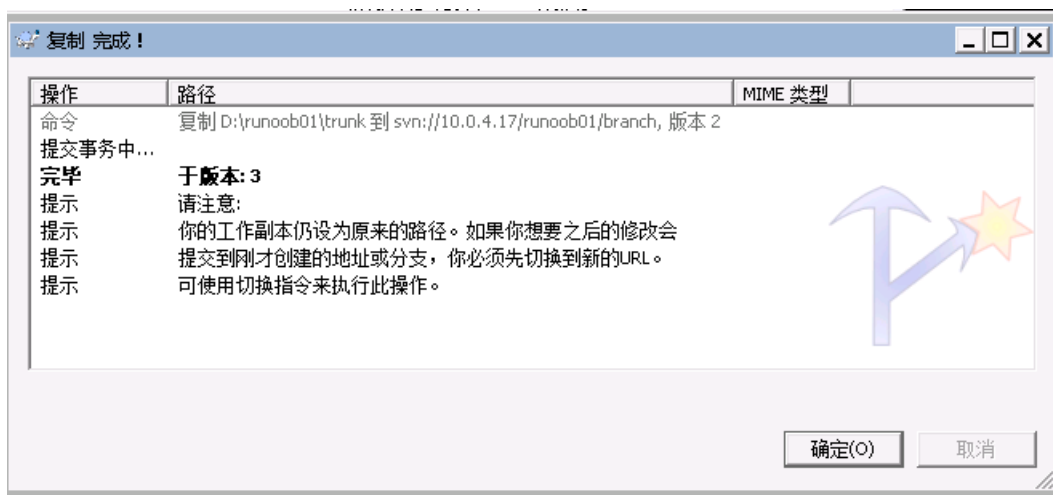 复制 完成！
操作 路径 MIME 类型
命令 复制 D:\runoob01\trunk 到 svn://10.0.4.17/runoob01/branch, 版本 2
提交事务中...
完毕 于版本: 3
提示 请注意:
提示 你的工作副本仍设为原来的路径。如果你想要之后的修改会
提示 提交到刚才创建的地址或分支，你必须先切换到新的URL。
提示 可使用切换指令来执行此操作。
确定(O) 取消